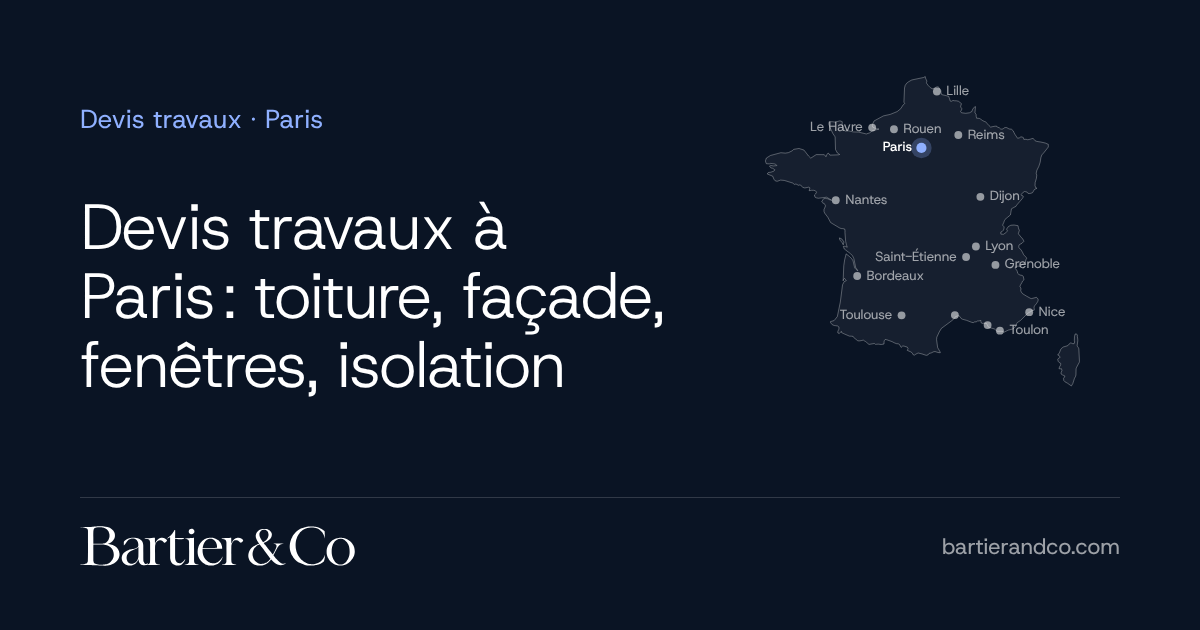 Devis travaux · Paris
Devis travaux à
Paris : toiture, façade,
fenêtres, isolation
Lille
Le Havre
Rouen
Reims
Paris
Nantes
Dijon
Lyon
Saint-Étienne
Grenoble
Bordeaux
Toulouse
Nice
Toulon
Bartier & Co
bartierandco.com